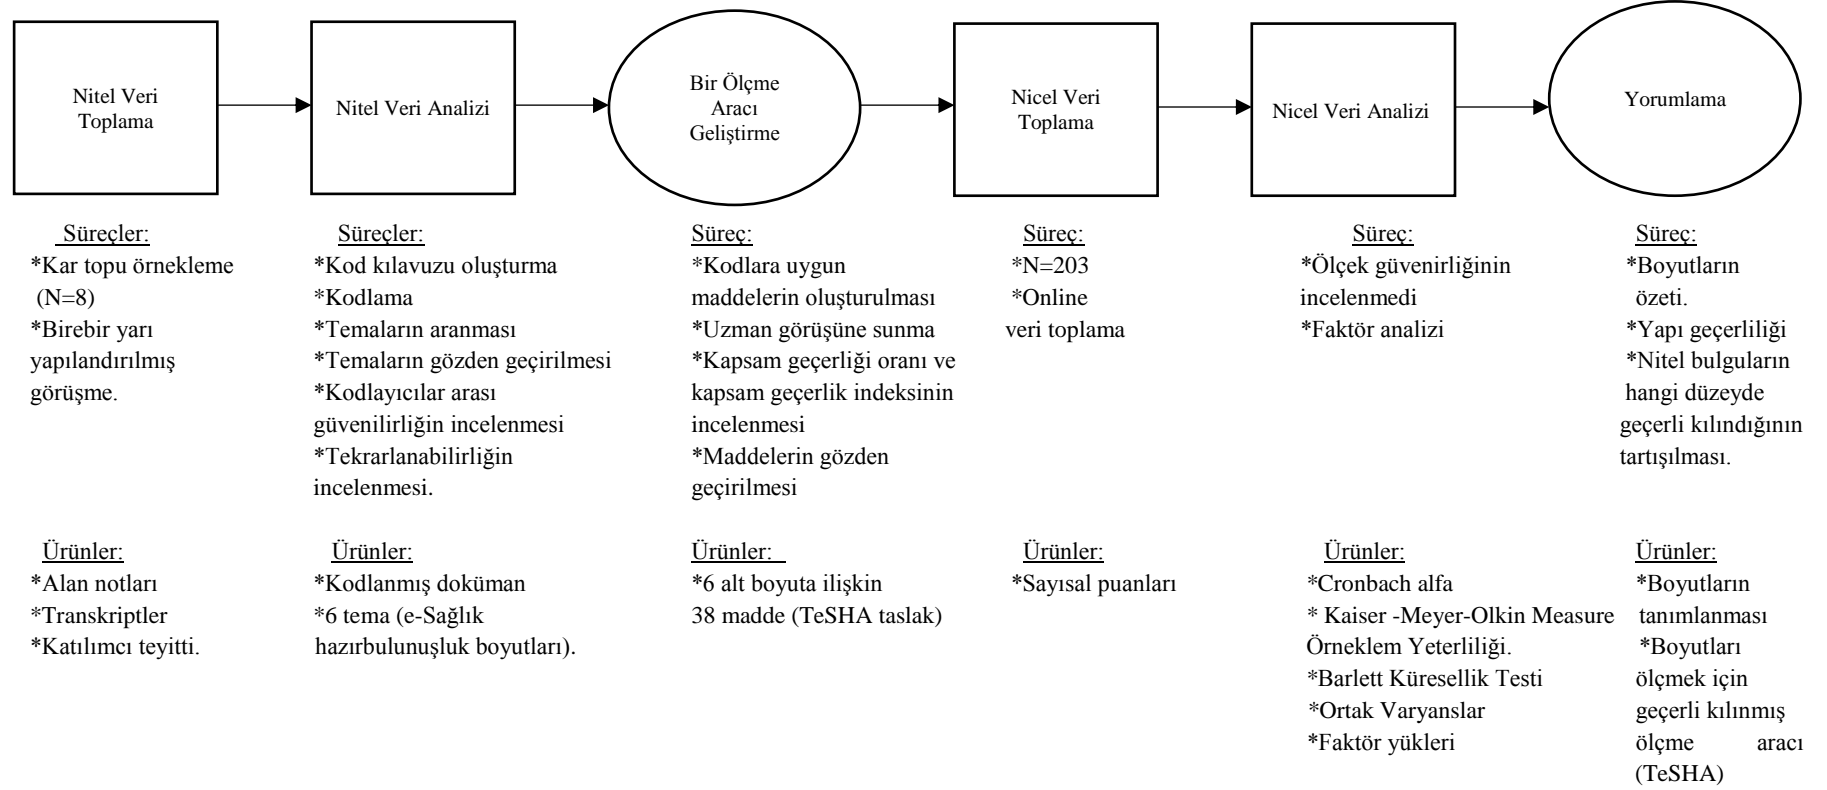 Nitel Veri
Toplama
Nitel Veri Analizi
Bir Ölçme
Aracı
Geliştirme
Nicel Veri
Toplama
Nicel Veri Analizi
Yorumlama
Süreçler:
*Kar topu örnekleme
(N=8)
*Birebir yarı
yapılandırılmış
görüşme.
Süreçler:
*Kod kılavuzu oluşturma
*Kodlama
*Temaların aranması
*Temaların gözden geçirilmesi
*Kodlayıcılar arası
güvenilirliğin incelenmesi
*Tekrarlanabilirliğin
incelenmesi.
Süreç:
*Kodlara uygun
maddelerin oluşturulması
*Uzman görüşüne sunma
*Kapsam geçerliği oranı ve
kapsam geçerlik indeksinin
incelenmesi
*Maddelerin gözden
geçirilmesi
Süreç:
*N=203
*Online
veri toplama
Süreç:
*Ölçek güvenirliğinin
incelenmedi
*Faktör analizi
Süreç:
*Boyutların
özeti.
*Yapı geçerliliği
*Nitel bulguların
hangi düzeyde
geçerli kılındığının
tartışılması.
Ürünler:
*Alan notları
*Transkriptler
*Katılımcı teyitti.
Ürünler:
*Kodlanmış doküman
*6 tema (e-Sağlık
hazırbulunuşluk boyutları).
Ürünler:
*6 alt boyuta ilişkin
38 madde (TeSHA taslak)
Ürünler:
*Sayısal puanları
Ürünler:
*Cronbach alfa
* Kaiser -Meyer-Olkin Measure
Örneklem Yeterliliği.
*Barlett Küresellik Testi
*Ortak Varyanslar
*Faktör yükleri
Ürünler:
*Boyutların
tanımlanması
*Boyutları
ölçmek için
geçerli kılınmış
ölçme aracı
(TeSHA)